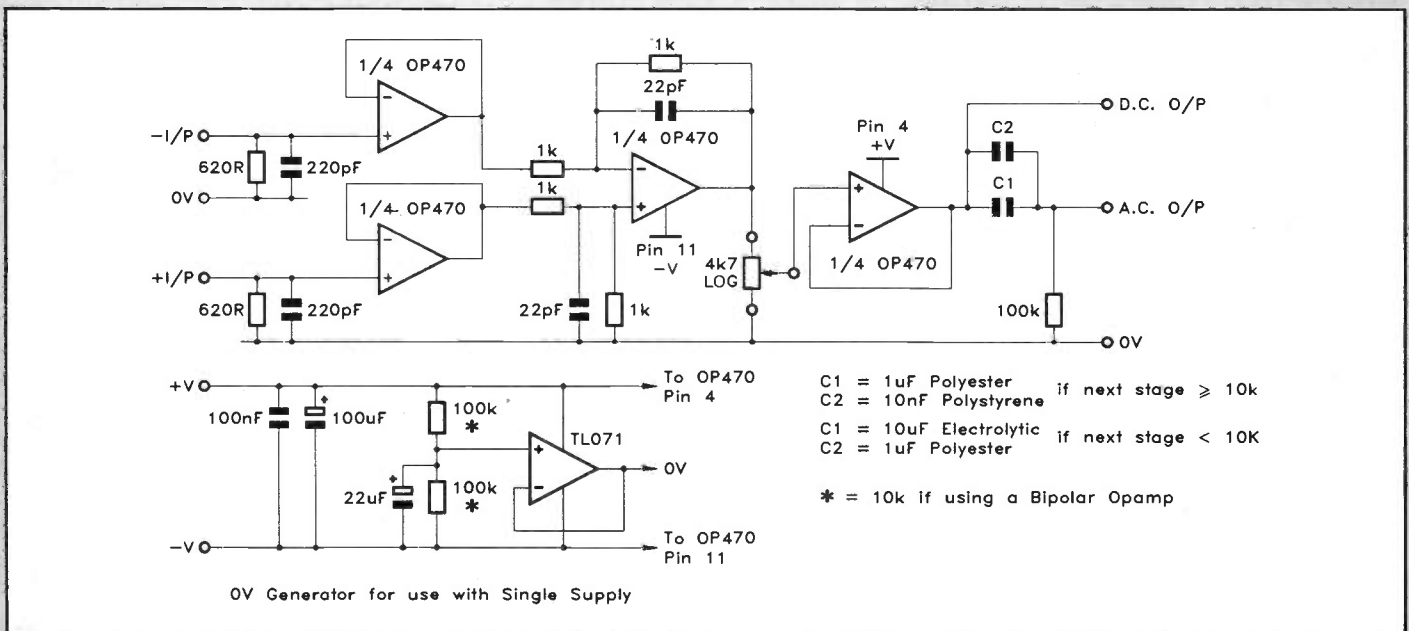 1k
1/4 OP470
22pF
D.C. O/P
-I/P
1/4 OP470
Pin 4
+V
C2
620R
220pF
1k
C1
0V
1k
A.C. O/P
1/4 OP470
Pin 11
-V
4k7
LOG
1/4 OP470
+I/P
620R
220pF
22pF
1k
100k
0V
+V
To OP470
Pin 4
C1 = 1uF Polyester
C2 = 10nF Polystyrene
if next stage ⩾ 10k
100nF
+
100uF
100k
*
TL071
C1 = 10uF Electrolytic
C2 = 1uF Polyester
if next stage < 10K
0V
+
22uF
100k
*
* = 10k if using a Bipolar Opamp
-V
To OP470
Pin 11
0V Generator for use with Single Supply